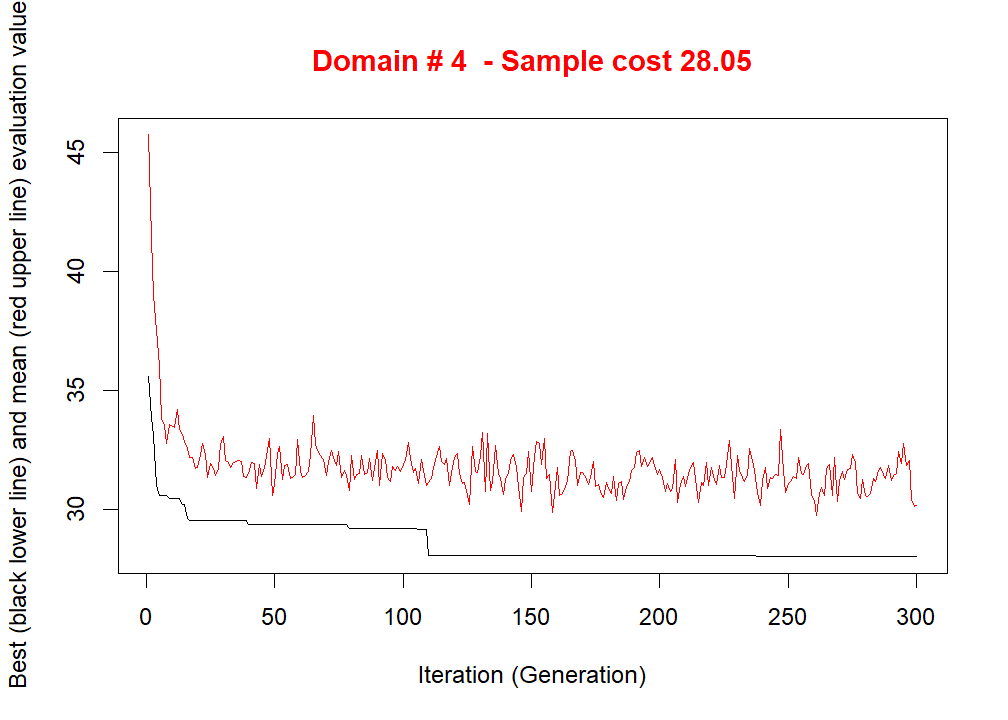 Domain # 4  - Sample cost 28.05
Best (black lower line) and mean (red upper line) evaluation value
45
40
35
30
0 50 100 150 200 250 300
Iteration (Generation)